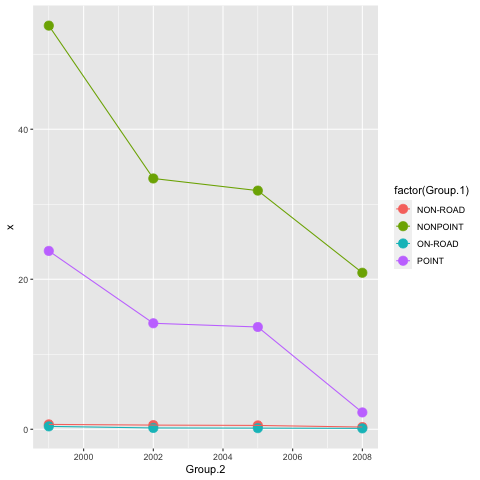 40
20
0
x
2000 2002 2004 2006 2008
Group.2
factor(Group.1)
NON-ROAD
NONPOINT
ON-ROAD
POINT